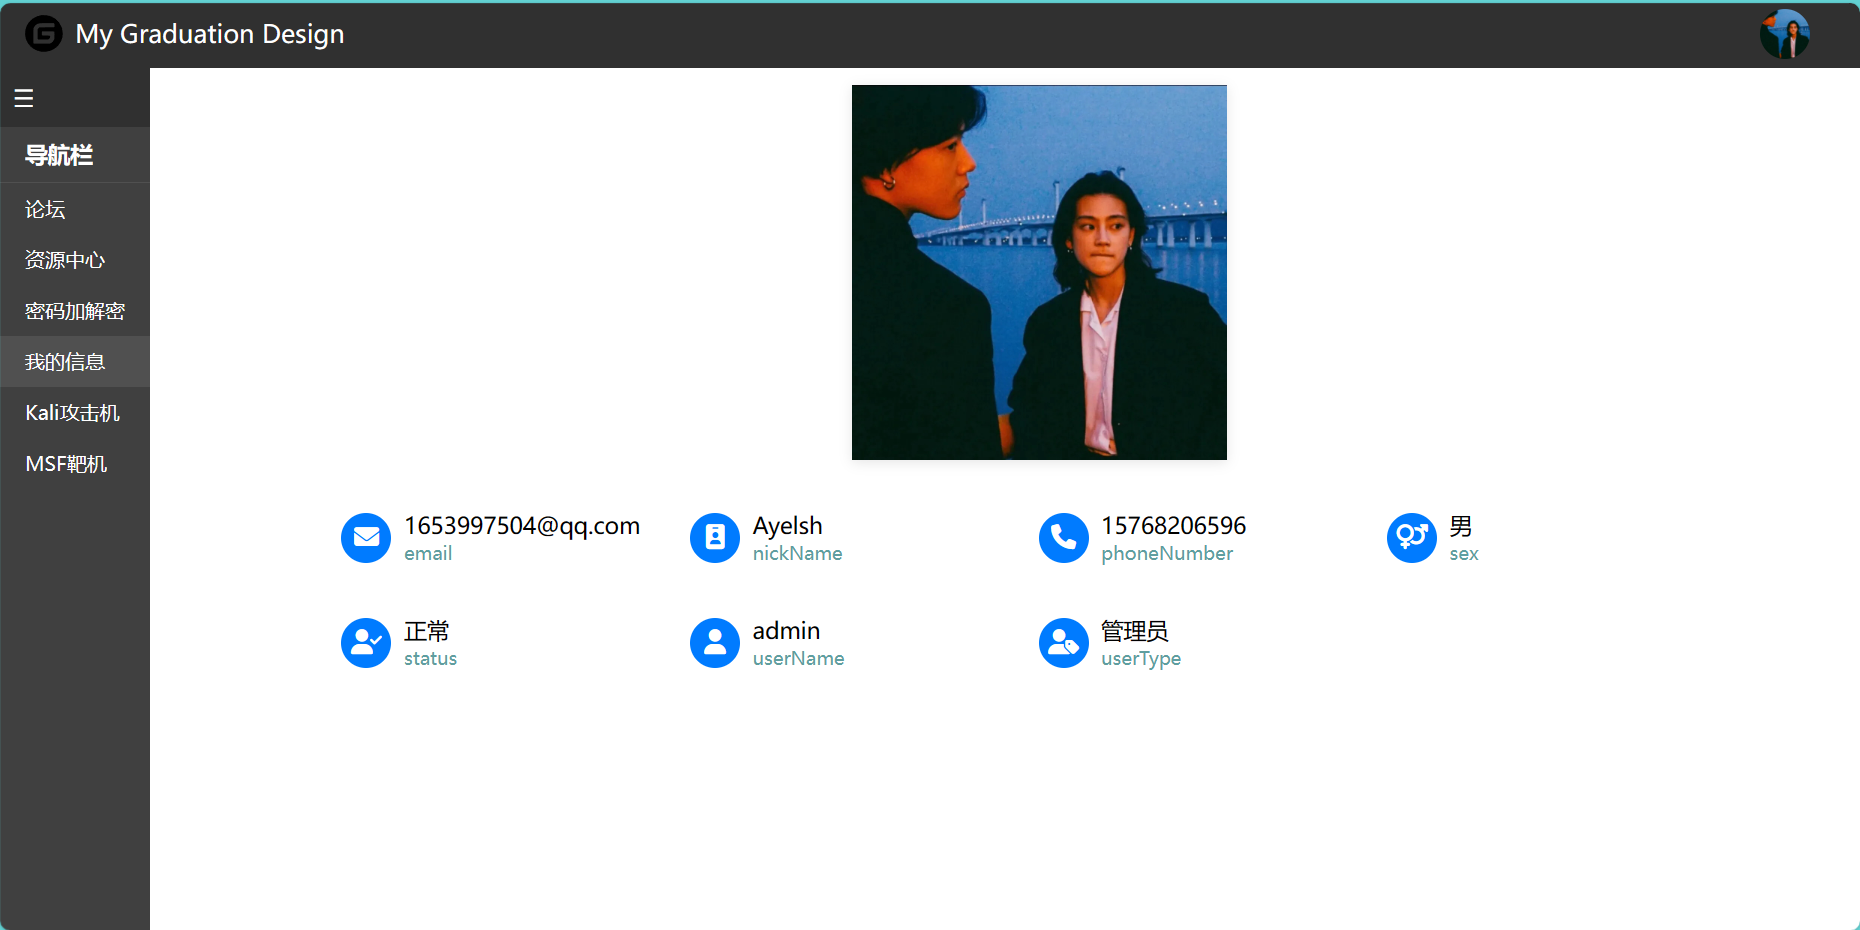 My Graduation Design
导航栏
论坛
资源中心
密码加解密
我的信息
Kali攻击机
MSF靶机
1653997504@qq.com
email
Ayelsh
nickName
15768206596
phoneNumber
男
sex
正常
status
admin
userName
管理员
userType